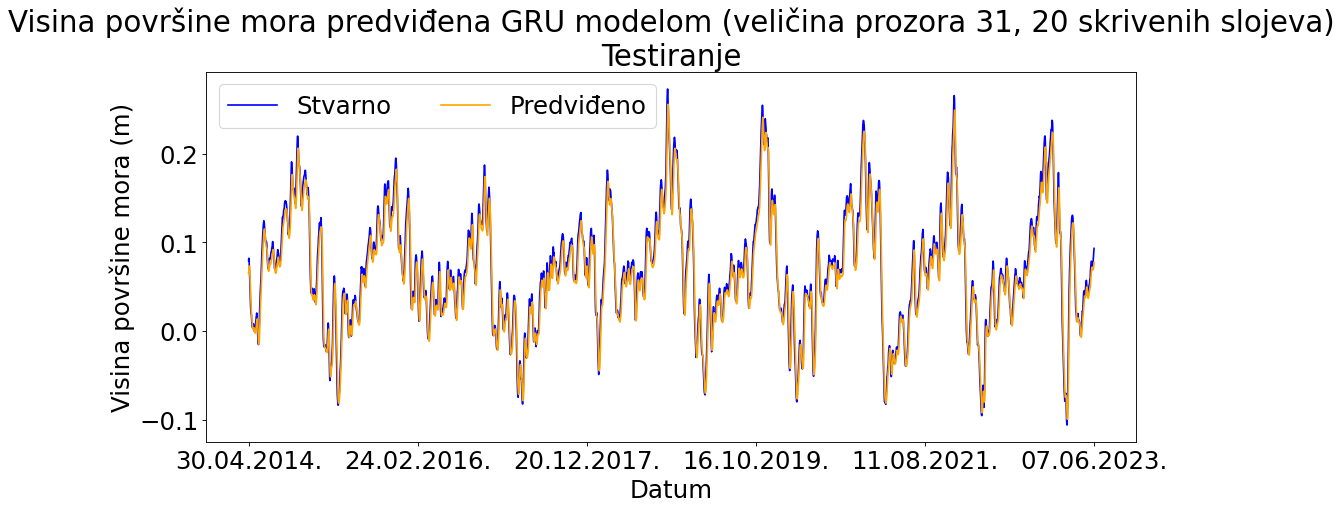 Visina površine mora predviđena GRU modelom (veličina prozora 31, 20 skrivenih slojeva)
Testiranje
Stvarno
Predviđeno
Visina površine mora (m)
0.2
0.1
0.0
−0.1
30.04.2014.
24.02.2016.
20.12.2017.
16.10.2019.
11.08.2021.
07.06.2023.
Datum